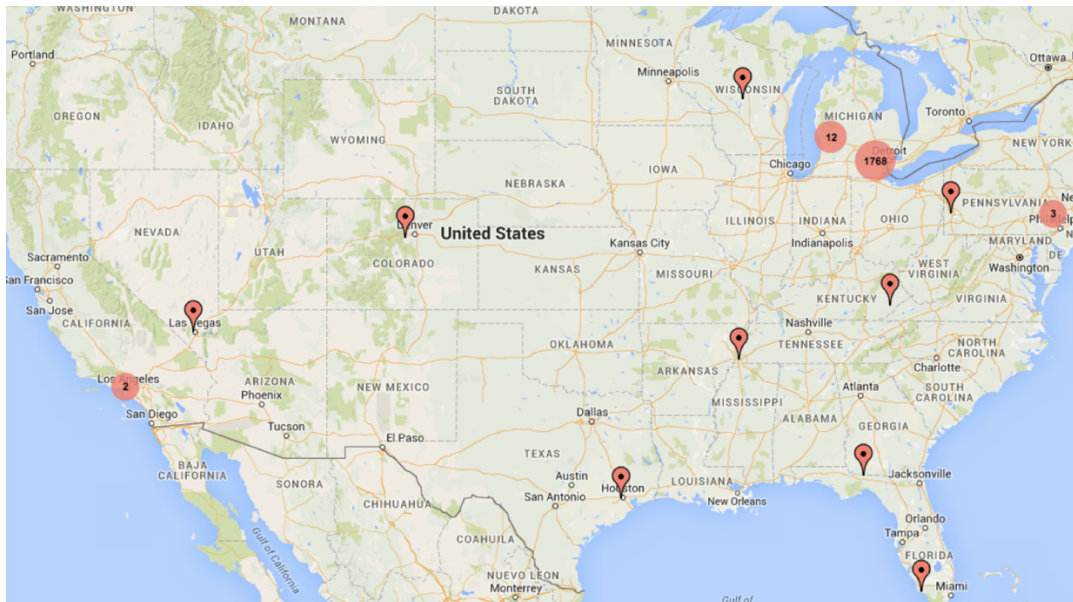 WASHINGTON
MONTANA
DAKOTA
Portland
MINNESOTA
Minneapolis
WISCONSIN
Ottawa
OREGON
IDAHO
SOUTH
DAKOTA
MICHIGAN
Toronto
WYOMING
12
Detroit
1768
NEW YORK
Chicago
IOWA
NEBRASKA
PENNSYLVANIA
3
NEVADA
Denver
United States
ILLINOIS
INDIANA
OHIO
Indianapolis
MARYLAND
DE
Sacramento
UTAH
COLORADO
Kansas City
KANSAS
MISSOURI
WEST
VIRGINIA
Washington
San Francisco
San Jose
KENTUCKY
VIRGINIA
CALIFORNIA
Las Vegas
Nashville
TENNESSEE
OKLAHOMA
NORTH
CAROLINA
Charlotte
Los Angeles
2
ARIZONA
Phoenix
NEW MEXICO
ARKANSAS
Atlanta
SOUTH
CAROLINA
MISSISSIPPI
San Diego
Dallas
ALABAMA
GEORGIA
Tucson
El Paso
TEXAS
BAJA
CALIFORNIA
SONORA
Austin
Houston
LOUISIANA
Jacksonville
San Antonio
New Orleans
CHIHUAHUA
Orlando
Tampa
COAHUILA
Gulf of California
FLORIDA
NUEVO LEON
Monterrey
Miami
Gulf of